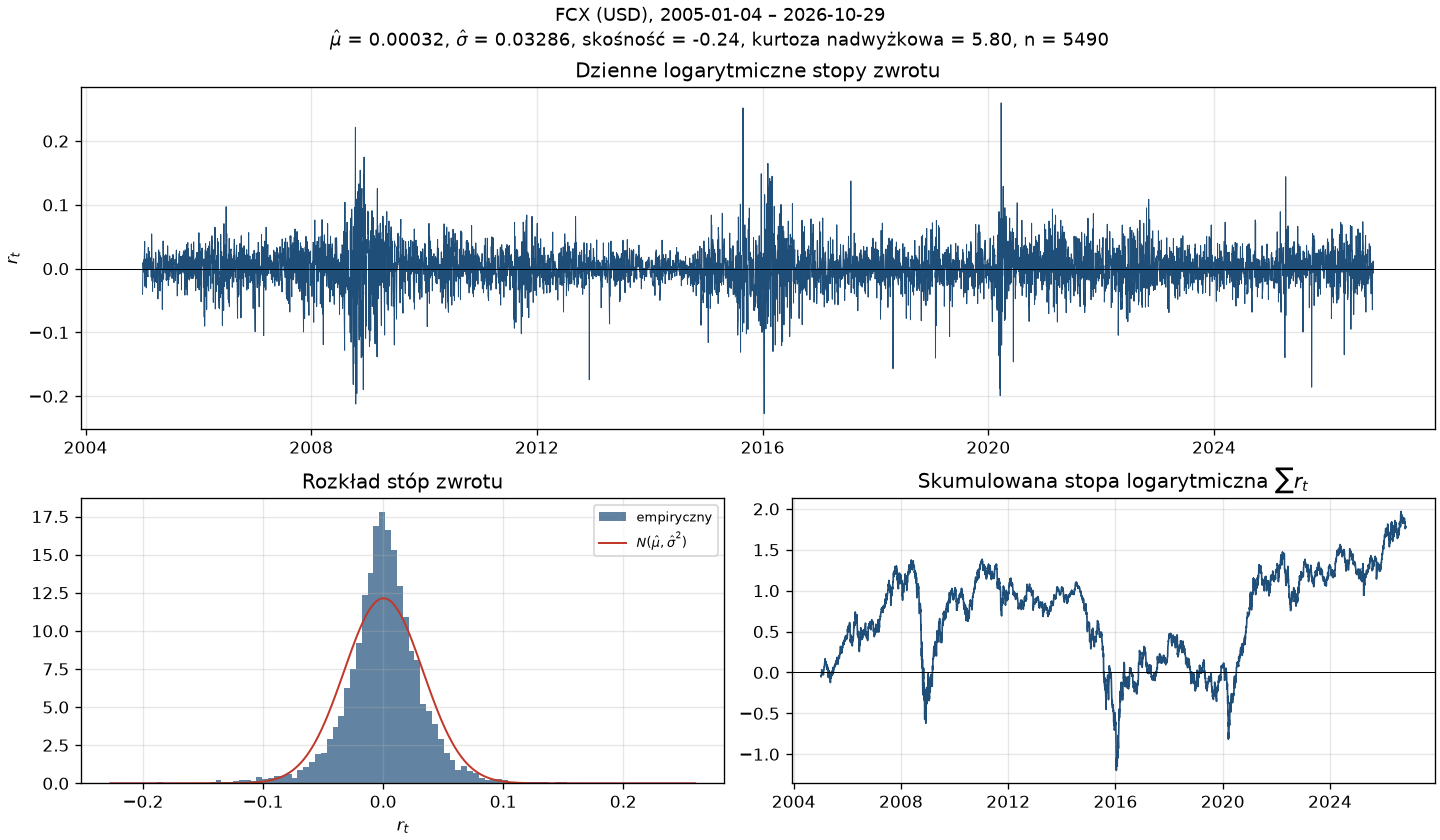 FCX (USD), 2005-01-04 – 2026-10-29
μ̂ = 0.00032, σ̂ = 0.03286, skośność = -0.24, kurtoza nadwyżkowa = 5.80, n = 5490
Dzienne logarytmiczne stopy zwrotu
r_t
0.2
0.1
0.0
−0.1
−0.2
2004 2008 2012 2016 2020 2024
Rozkład stóp zwrotu
17.5
15.0
12.5
10.0
7.5
5.0
2.5
0.0
empiryczny
N(μ̂, σ̂²)
−0.2 −0.1 0.0 0.1 0.2
r_t
Skumulowana stopa logarytmiczna ∑r_t
2.0
1.5
1.0
0.5
0.0
−0.5
−1.0
2004 2008 2012 2016 2020 2024